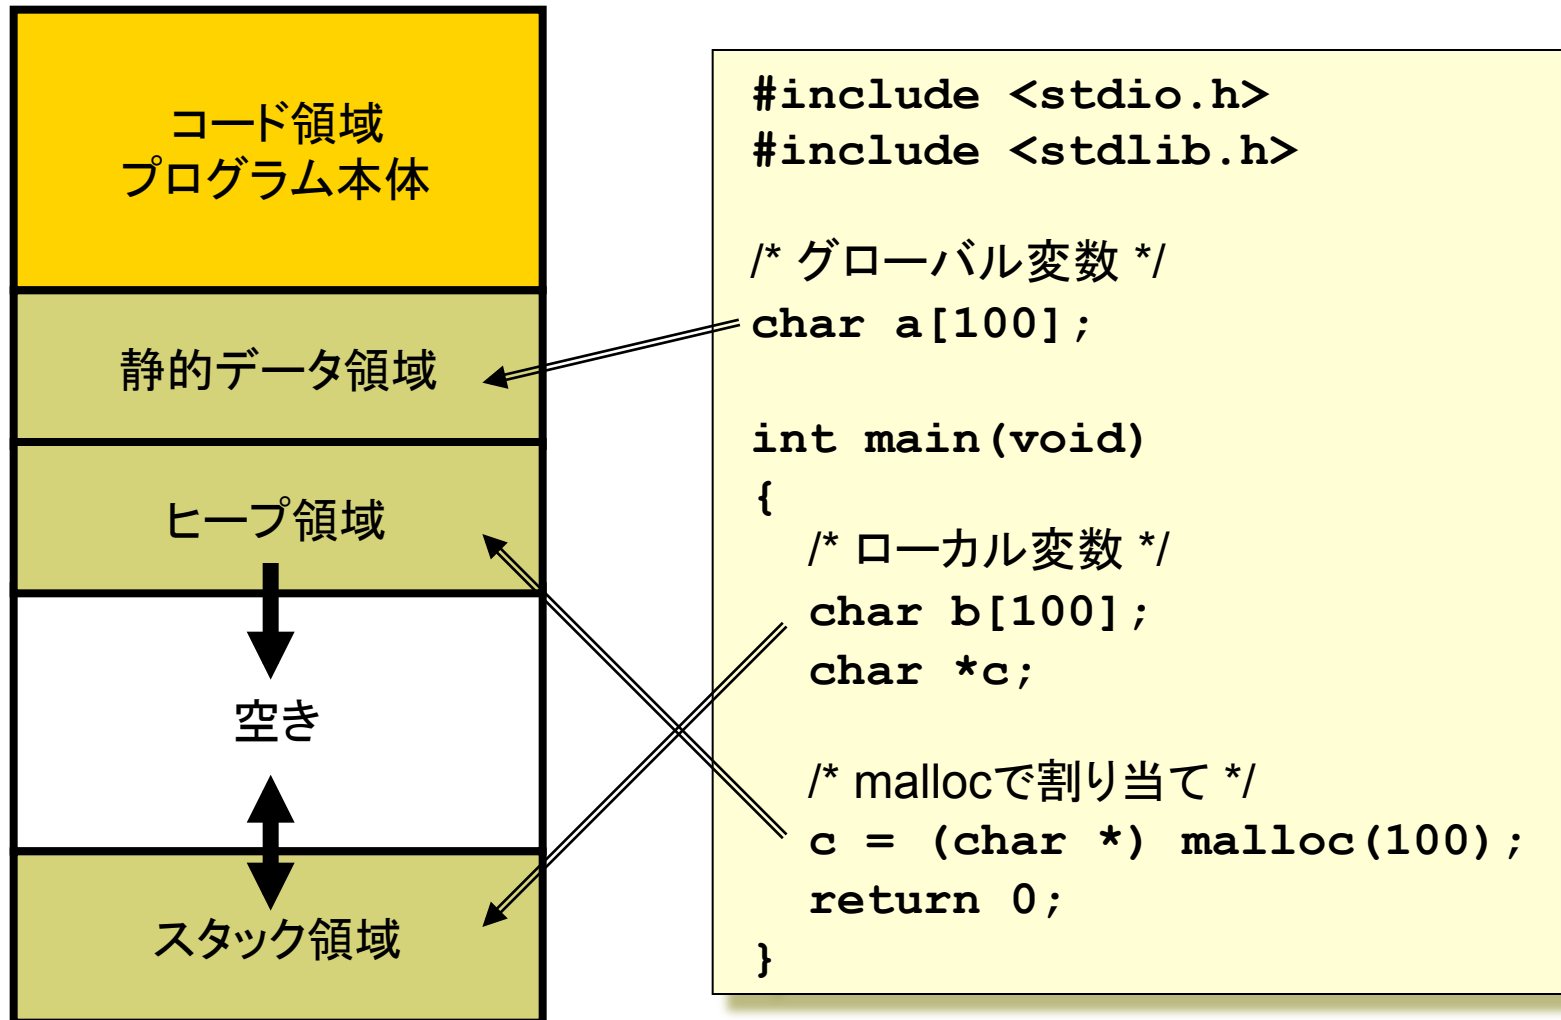 コード領域
プログラム本体
静的データ領域
ヒープ領域
空き
スタック領域
#include <stdio.h>
#include <stdlib.h>
/* グローバル変数 */
char a[100];
int main(void)
{
/* ローカル変数 */
char b[100];
char *c;
/* mallocで割り当て */
c = (char *) malloc(100);
return 0;
}